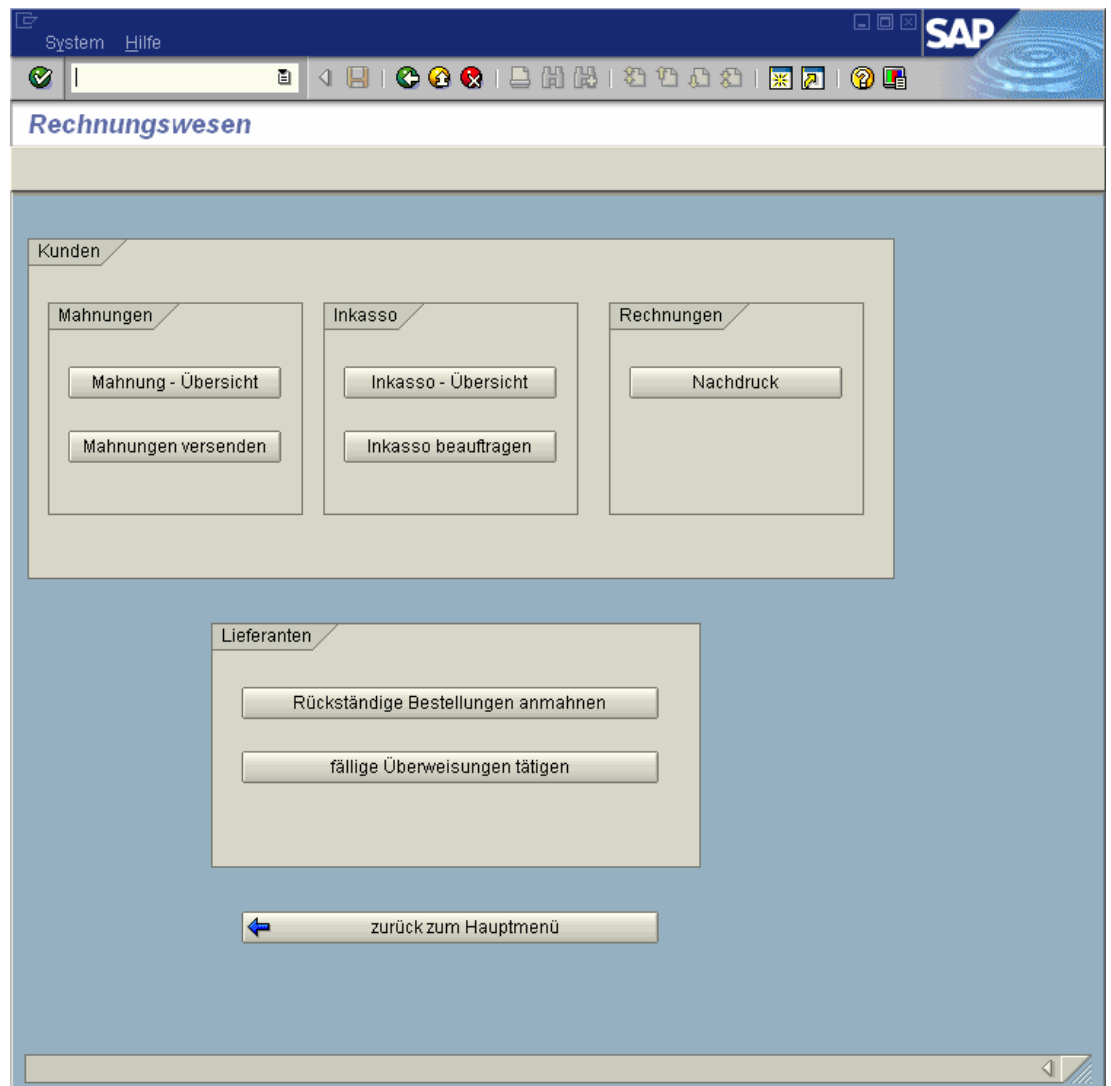 System Hilfe
SAP
Rechnungswesen
Kunden
Mahnungen
Inkasso
Rechnungen
Mahnung - Übersicht
Inkasso - Übersicht
Nachdruck
Mahnungen versenden
Inkasso beauftragen
Lieferanten
Rückständige Bestellungen anmahnen
fällige Überweisungen tätigen
zurück zum Hauptmenü